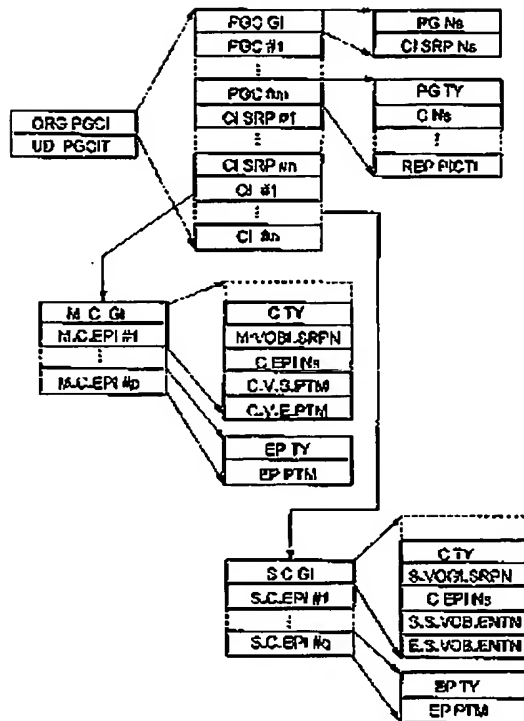 PGC GI
PGC #1
PG Ns
CI SRP Ns
PGC #m
CI SRP #1
PG TY
C Ns
REP PICTI
ORG PGCI
UD PGCIT
CI SRP #n
CI #1
CI #n
M C GI
M.C.EPI #1
M.C.EPI #p
C TY
M.VOBI.SRPN
C EPI Ns
C.V.S.PTM
C.V.E.PTM
EP TY
EP PTM
S C GI
S.C.EPI #1
S.C.EPI #q
C TY
S.VOGI.SRPN
C EPI Ns
S.S.VOB.ENTN
E.S.VOB.ENTN
EP TY
EP PTM